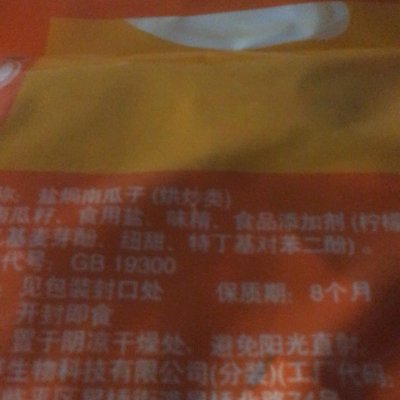 称：盐焗南瓜子 (烘炒类)
南瓜籽、食用盐、味精、食品添加剂 (柠檬
基麦芽酚、纽甜、特丁基对苯二酚) 。
代号：GB 19300
见包装封口处 保质期：8个月
开封即食
置于阴凉干燥处、避免阳光直射
生物科技有限公司(分装)(工厂代码: